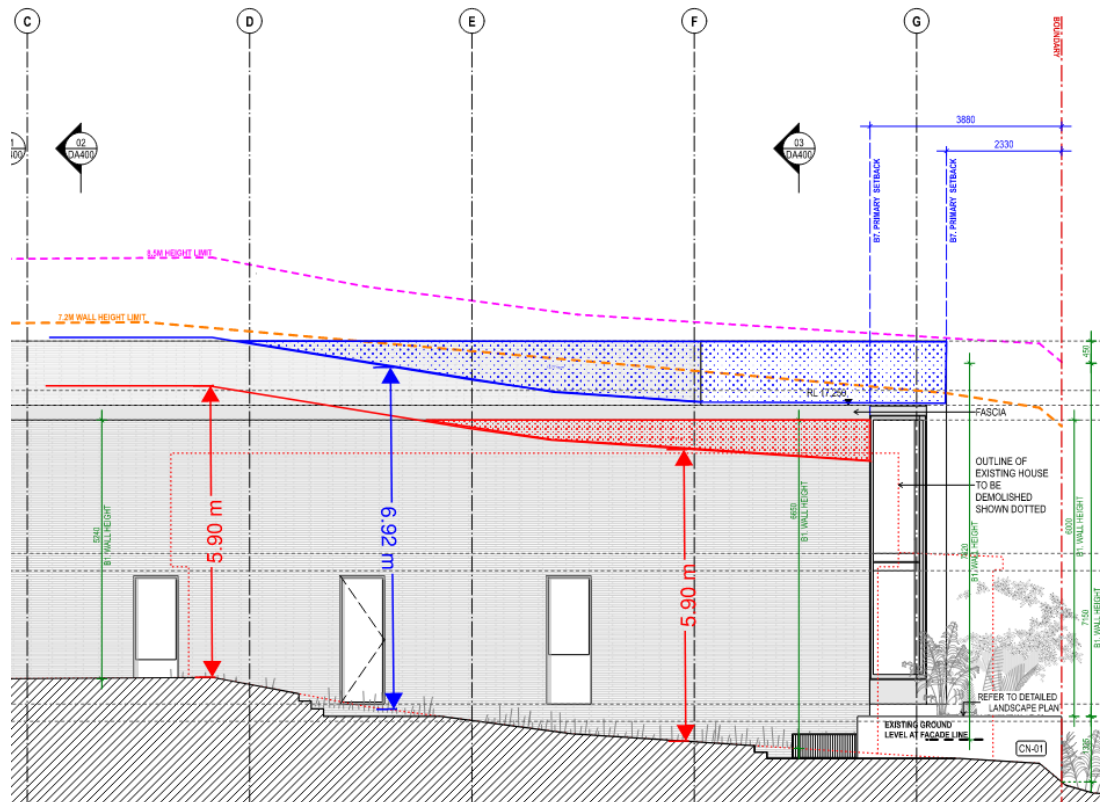 C
D
E
F
G
BOUNDARY
3880
2330
02
DA400
03
DA400
B7. PRIMARY SETBACK
B7. PRIMARY SETBACK
8.5M HEIGHT LIMIT
7.2M WALL HEIGHT LIMIT
450
RL 17.250
FASCIA
OUTLINE OF
EXISTING HOUSE
TO BE
DEMOLISHED
SHOWN DOTTED
5240
B1. WALL HEIGHT
5.90 m
6.92 m
5.90 m
6650
B1. WALL HEIGHT
B1. WALL HEIGHT
6000
B1. WALL HEIGHT
7150
B1. WALL HEIGHT
REFER TO DETAILED
LANDSCAPE PLAN
EXISTING GROUND
LEVEL AT FACADE LINE
CN-01